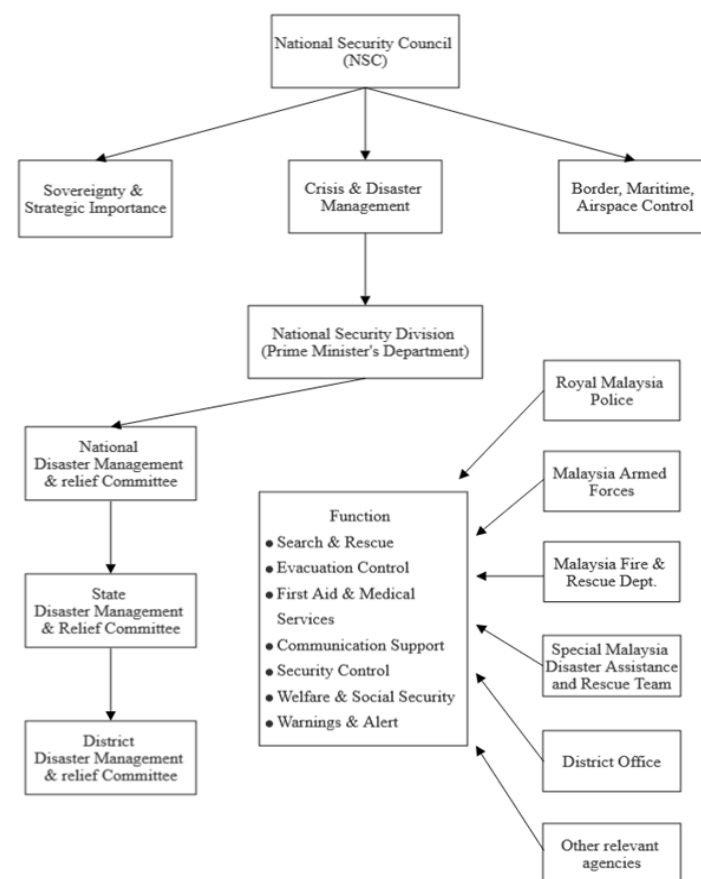 National Security Council
(NSC)
Sovereignty &
Strategic Importance
Crisis & Disaster
Management
Border, Maritime,
Airspace Control
National Security Division
(Prime Minister's Department)
National
Disaster Management
& relief Committee
State
Disaster Management
& Relief Committee
District
Disaster Management
& relief Committee
Function
● Search & Rescue
● Evacuation Control
● First Aid & Medical
Services
● Communication Support
● Security Control
● Welfare & Social Security
● Warnings & Alert
Royal Malaysia
Police
Malaysia Armed
Forces
Malaysia Fire &
Rescue Dept.
Special Malaysia
Disaster Assistance
and Rescue Team
District Office
Other relevant
agencies